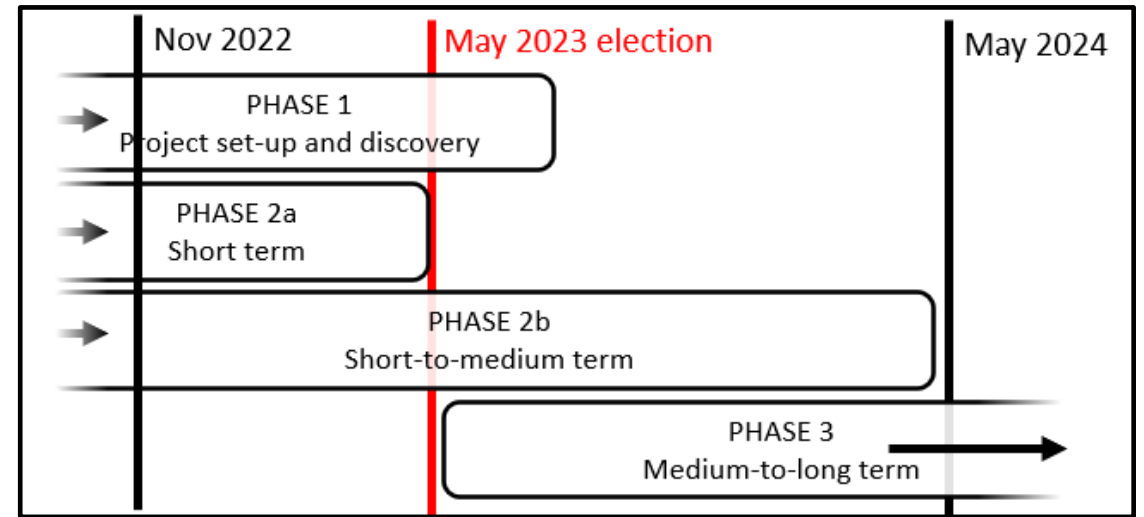 Nov 2022
May 2023 election
May 2024
PHASE 1
Project set-up and discovery
PHASE 2a
Short term
PHASE 2b
Short-to-medium term
PHASE 3
Medium-to-long term